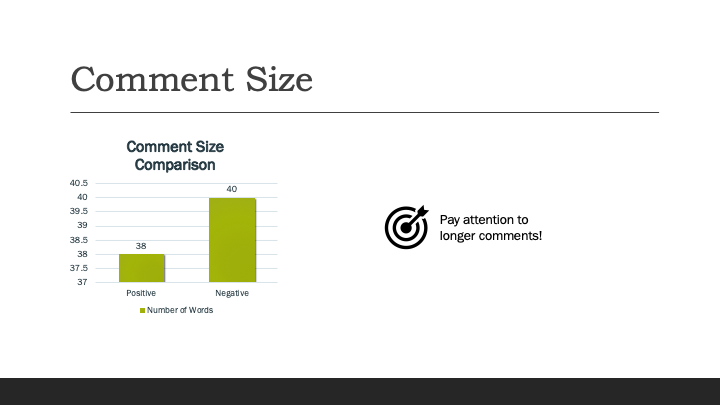 Comment Size
Comment Size
Comparison
40.5
40
39.5
39
38.5
38
37.5
37
38
40
Positive
Negative
Number of Words
Pay attention to
longer comments!